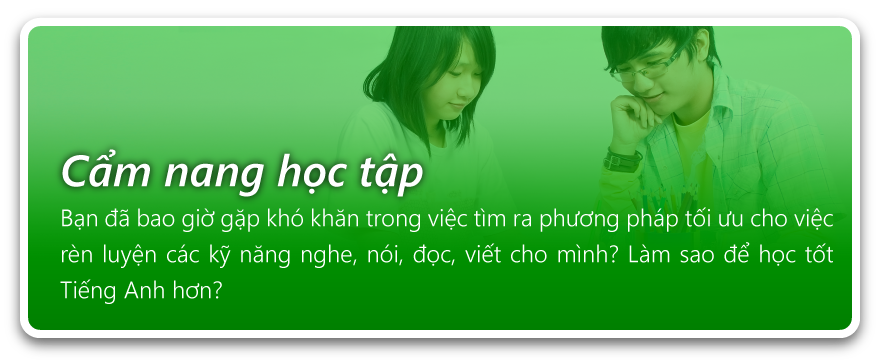 Cẩm nang học tập
Bạn đã bao giờ gặp khó khăn trong việc tìm ra phương pháp tối ưu cho việc
rèn luyện các kỹ năng nghe, nói, đọc, viết cho mình? Làm sao để học tốt
Tiếng Anh hơn?